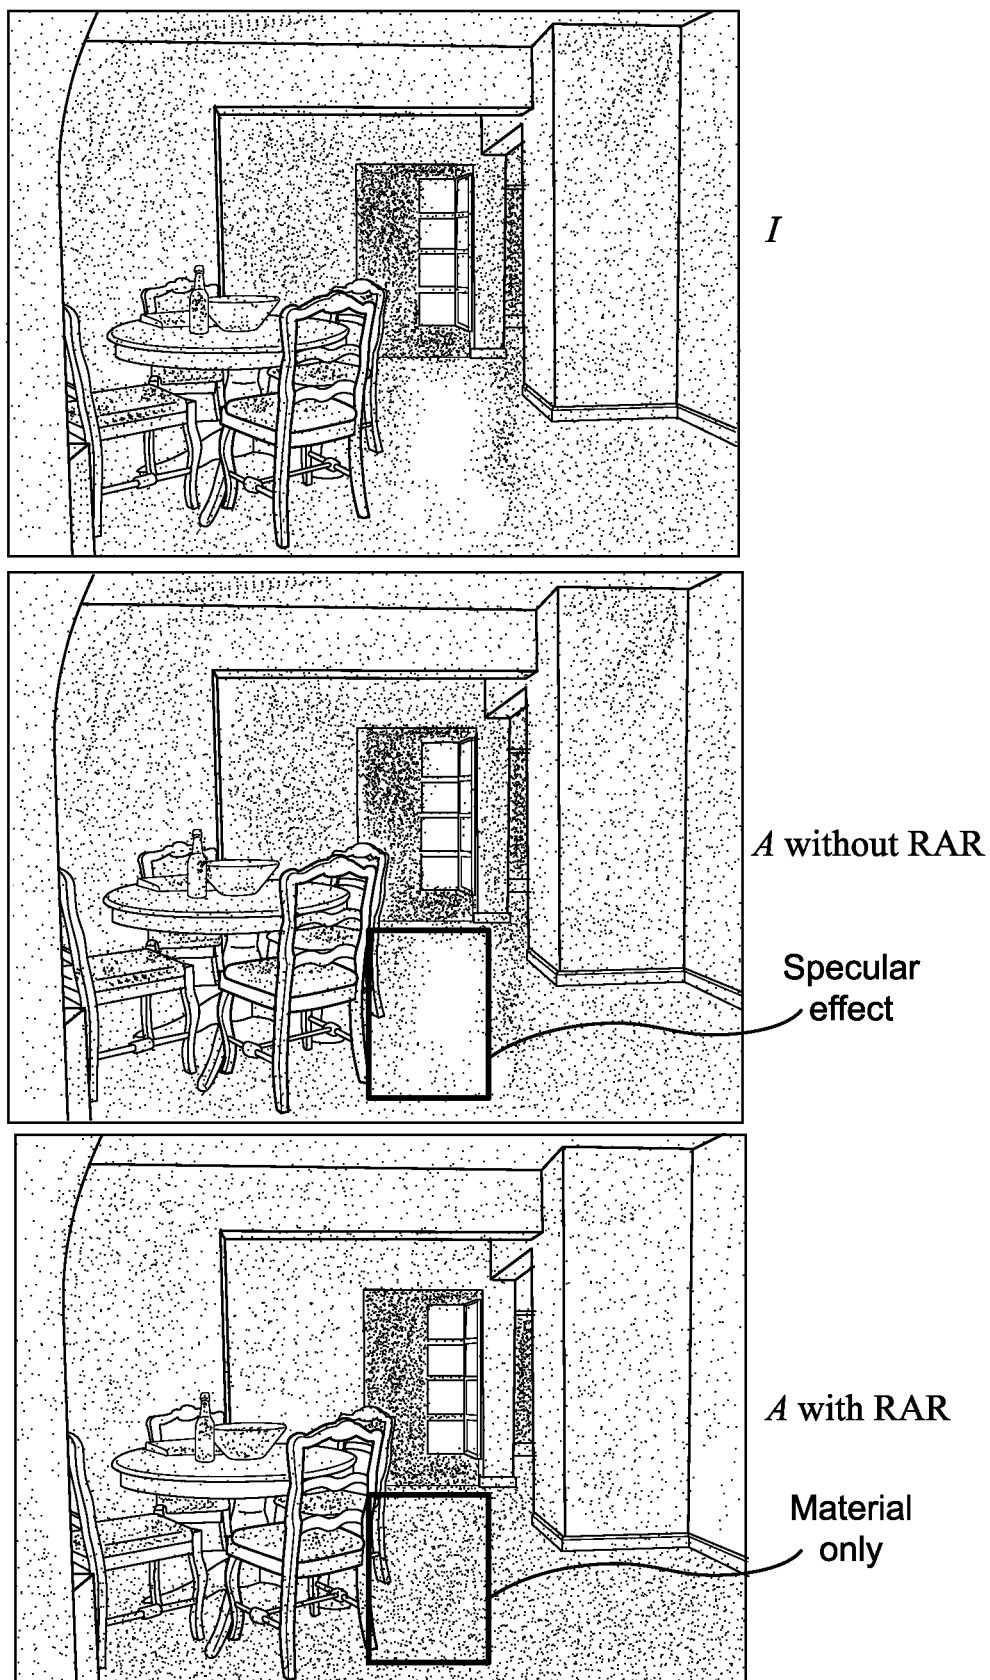 I
A without RAR
Specular
effect
A with RAR
Material
only